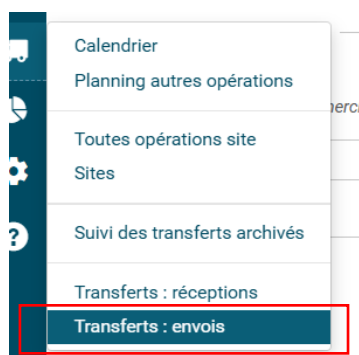 Calendrier
Planning autres opérations
Toutes opérations site
Sites
Suivi des transferts archivés
Transferts : réceptions
Transferts : envois